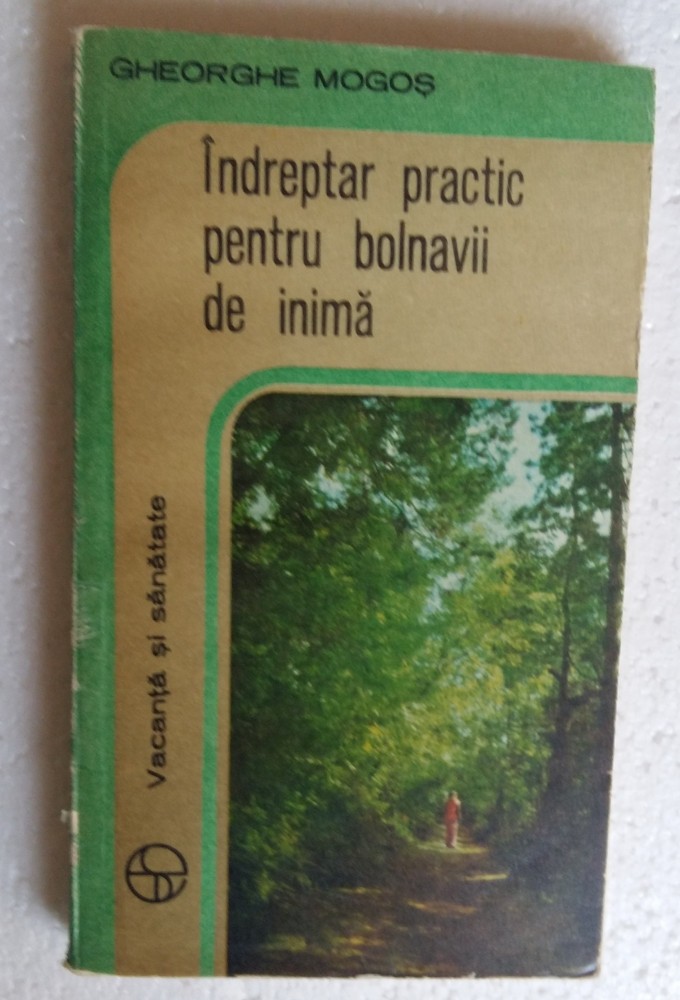 GHEORGHE MOGOȘ
Îndreptar practic
pentru bolnavii
de inimă
Vacanță și sănătate